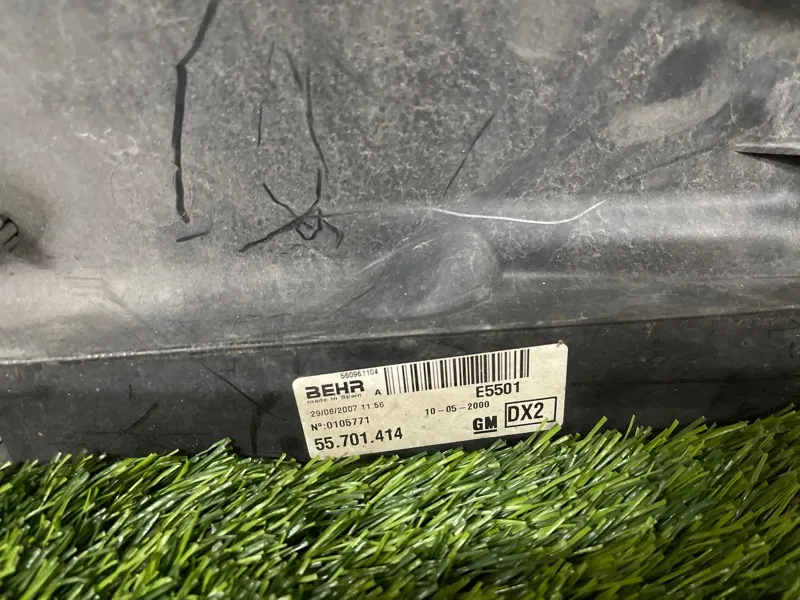 560961104
BEHR A
made in Spain
E5501
29/08/2007 11:56
10-05-2000
DX2
Nº:0105771
GM
55.701.414